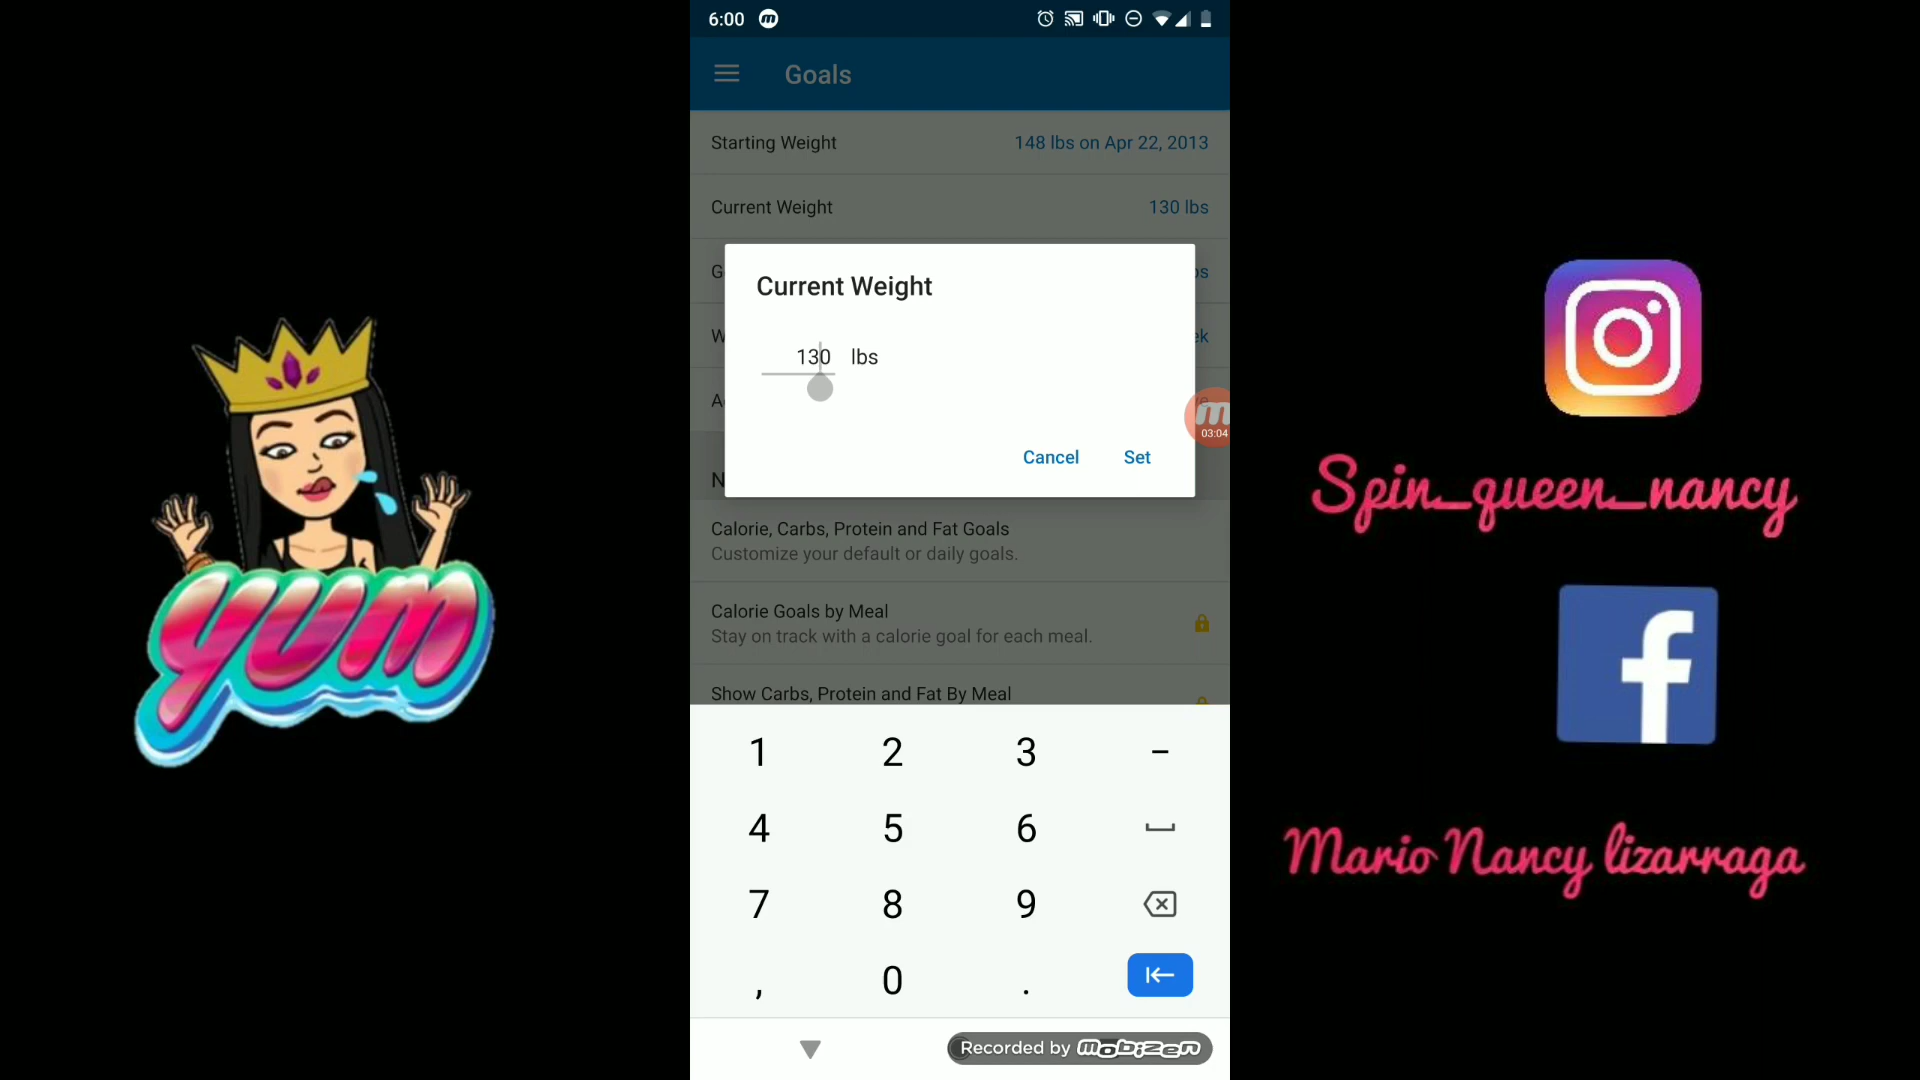 6:00
Goals
Starting Weight 148 lbs on Apr 22, 2013
Current Weight 130 lbs
Current Weight
130 lbs
03:04
Cancel Set
Calorie, Carbs, Protein and Fat Goals
Customize your default or daily goals.
Calorie Goals by Meal
Stay on track with a calorie goal for each meal.
Show Carbs, Protein and Fat By Meal
1 2 3 -
4 5 6
7 8 9
, 0 .
Recorded by mobizen
yum
Spin_queen_nancy
Mario Nancy lizarraga